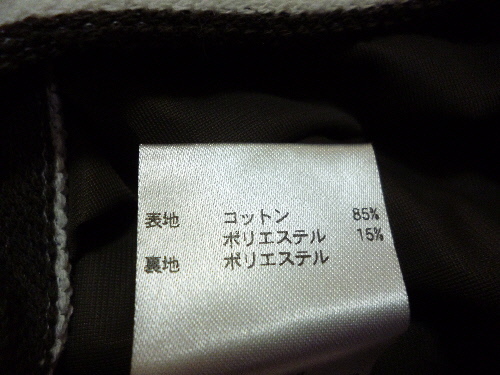 表地 コットン 85%
ポリエステル 15%
裏地 ポリエステル